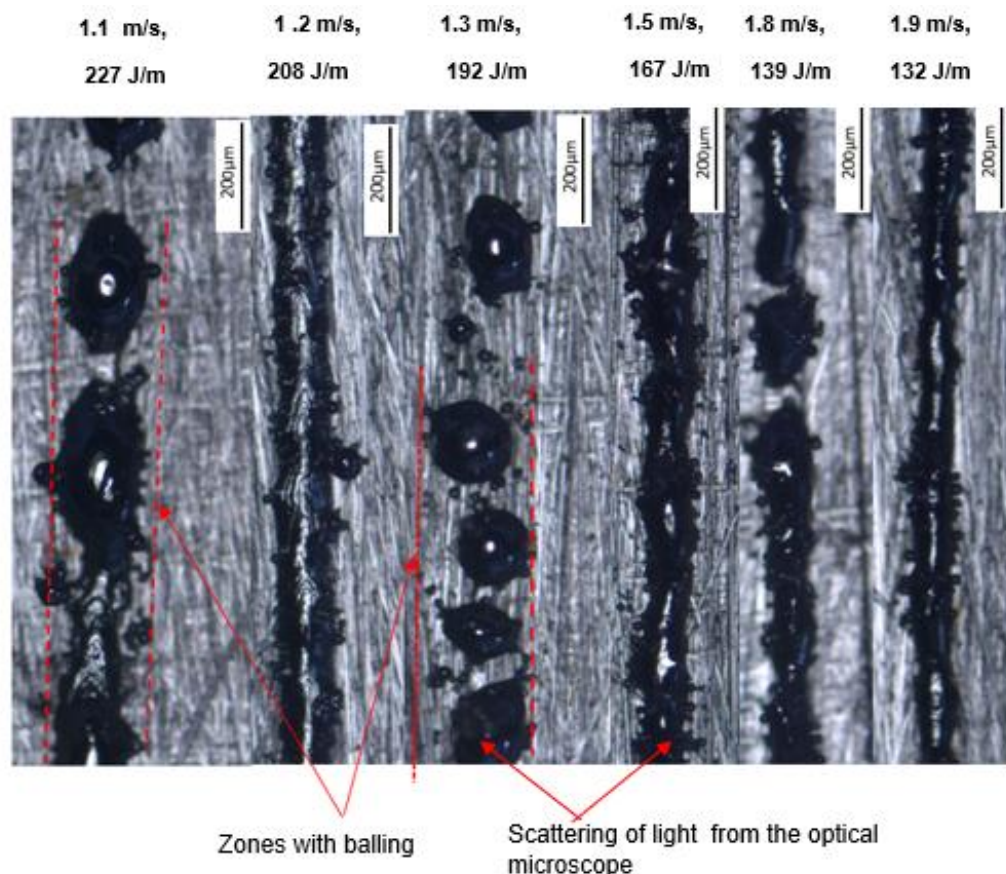 1.1 m/s,
227 J/m
1 .2 m/s,
208 J/m
1.3 m/s,
192 J/m
1.5 m/s,
167 J/m
1.8 m/s,
139 J/m
1.9 m/s,
132 J/m
200µm
200µm
200µm
200µm
200µm
200µm
Zones with balling
Scattering of light from the optical
microscope